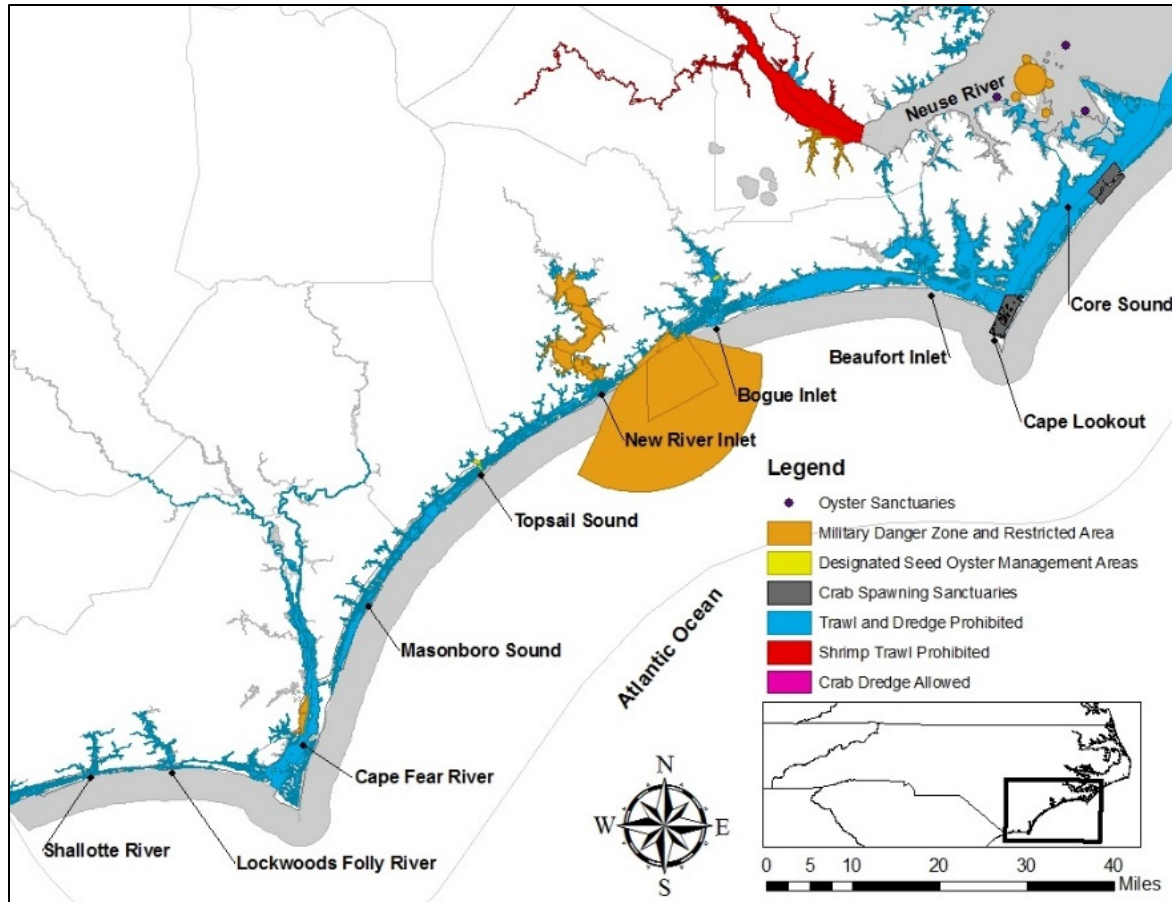 Neuse River
Core Sound
Beaufort Inlet
Bogue Inlet
Cape Lookout
New River Inlet
Topsail Sound
Masonboro Sound
Atlantic Ocean
Cape Fear River
Shallotte River
Lockwoods Folly River
Legend
Oyster Sanctuaries
Military Danger Zone and Restricted Area
Designated Seed Oyster Management Areas
Crab Spawning Sanctuaries
Trawl and Dredge Prohibited
Shrimp Trawl Prohibited
Crab Dredge Allowed
N
W E
S
0 5 10 20 30 40
Miles